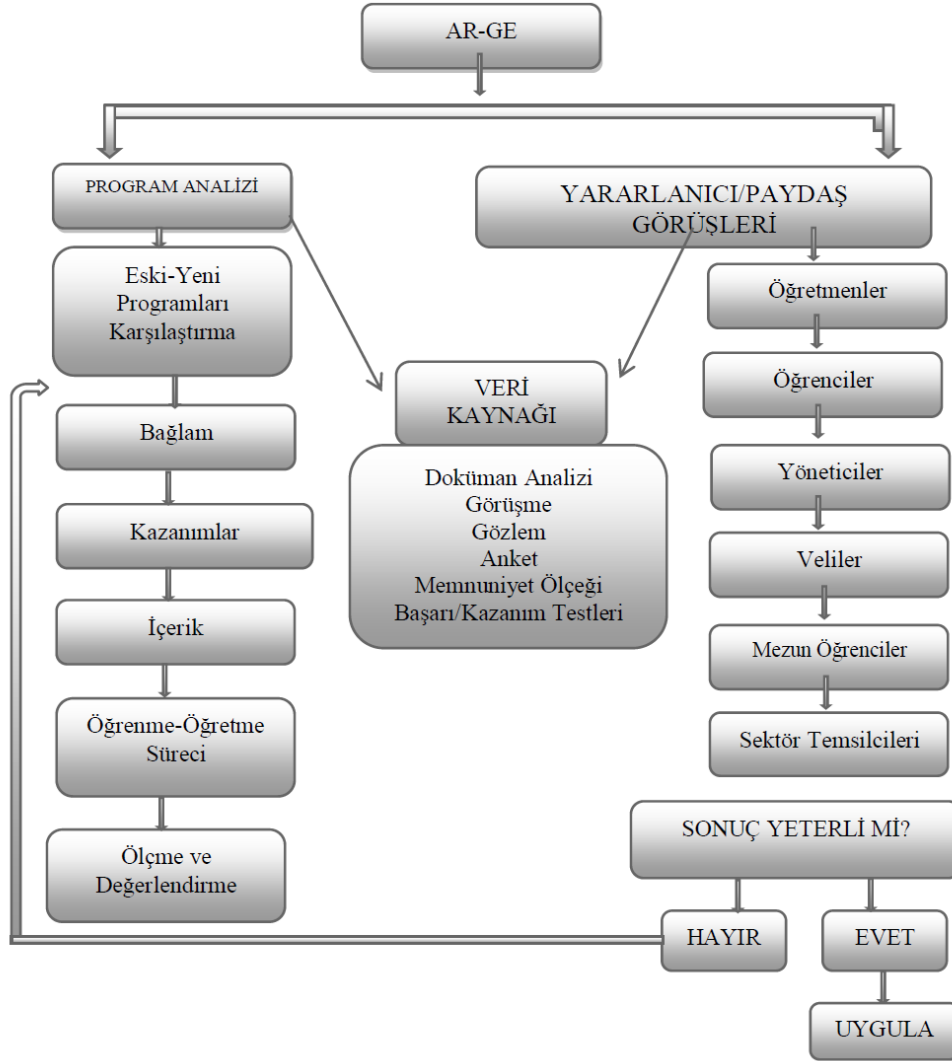 AR-GE
PROGRAM ANALİZİ
Eski-Yeni
Programları
Karşılaştırma
Bağlam
Kazanımlar
İçerik
Öğrenme-Öğretme
Süreci
Ölçme ve
Değerlendirme
VERİ
KAYNAĞI
Doküman Analizi
Görüşme
Gözlem
Anket
Memnuniyet Ölçeği
Başarı/Kazanım Testleri
YARARLANICI/PAYDAŞ
GÖRÜŞLERİ
Öğretmenler
Öğrenciler
Yöneticiler
Veliler
Mezun Öğrenciler
Sektör Temsilcileri
SONUÇ YETERLİ Mİ?
HAYIR
EVET
UYGULA